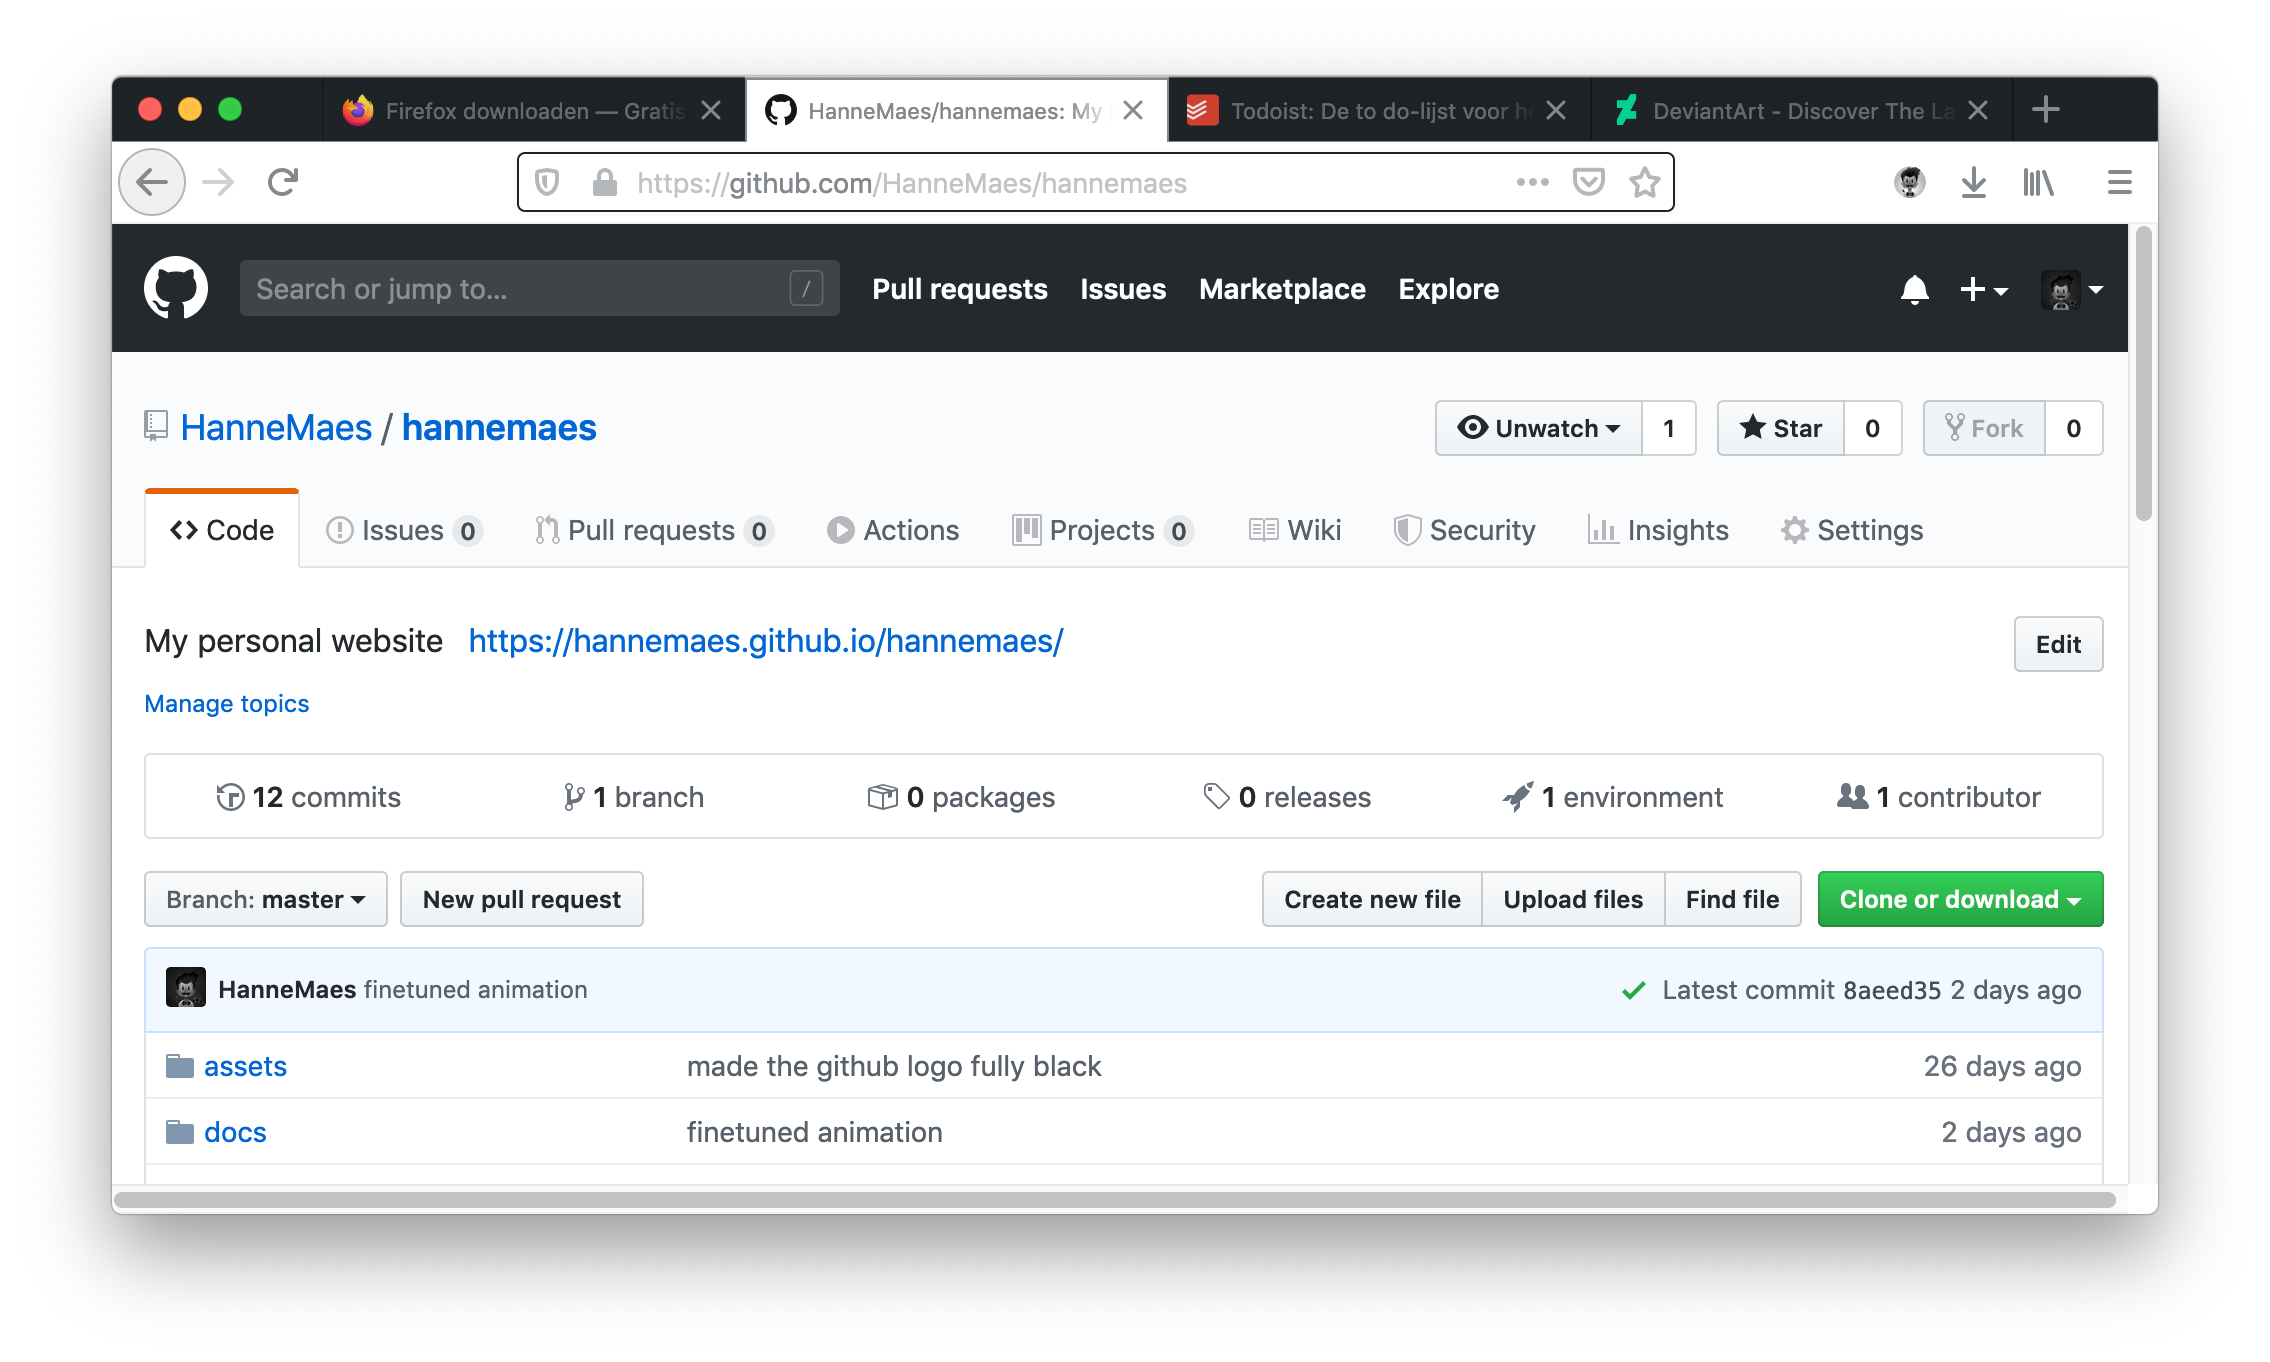 Firefox downloaden — Gratis
HanneMaes/hannemaes: My
Todoist: De to do-lijst voor he
DeviantArt - Discover The La
https://github.com/HanneMaes/hannemaes
Search or jump to... /
Pull requests Issues Marketplace Explore
HanneMaes / hannemaes
Unwatch 1 Star 0 Fork 0
Code Issues 0 Pull requests 0 Actions Projects 0 Wiki Security Insights Settings
My personal website https://hannemaes.github.io/hannemaes/
Edit
Manage topics
12 commits 1 branch 0 packages 0 releases 1 environment 1 contributor
Branch: master New pull request Create new file Upload files Find file Clone or download
HanneMaes finetuned animation Latest commit 8aeed35 2 days ago
assets made the github logo fully black 26 days ago
docs finetuned animation 2 days ago